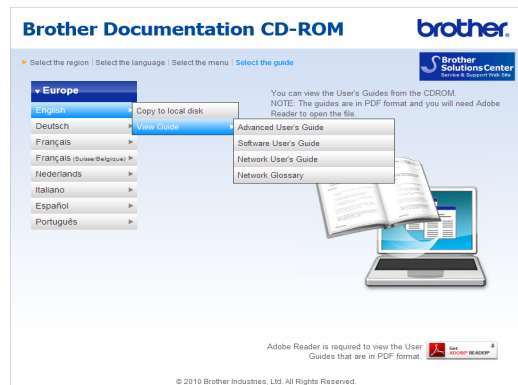 Brother Documentation CD-ROM
brother.
Select the region | Select the language | Select the menu | Select the guide
Brother
Solutions Center
Service & Support Web Site
Europe
You can view the User's Guides from the CDROM.
NOTE: The guides are in PDF format and you will need Adobe
Reader to open the file.
English
Copy to local disk
Deutsch
View Guide
Advanced User's Guide
Français
Software User's Guide
Français (Suisse/Belgique)
Network User's Guide
Nederlands
Network Glossary
Italiano
Español
Português
Adobe Reader is required to view the User
Guides that are in PDF format.
Get
ADOBE® READER®
© 2010 Brother Industries, Ltd. All Rights Reserved.